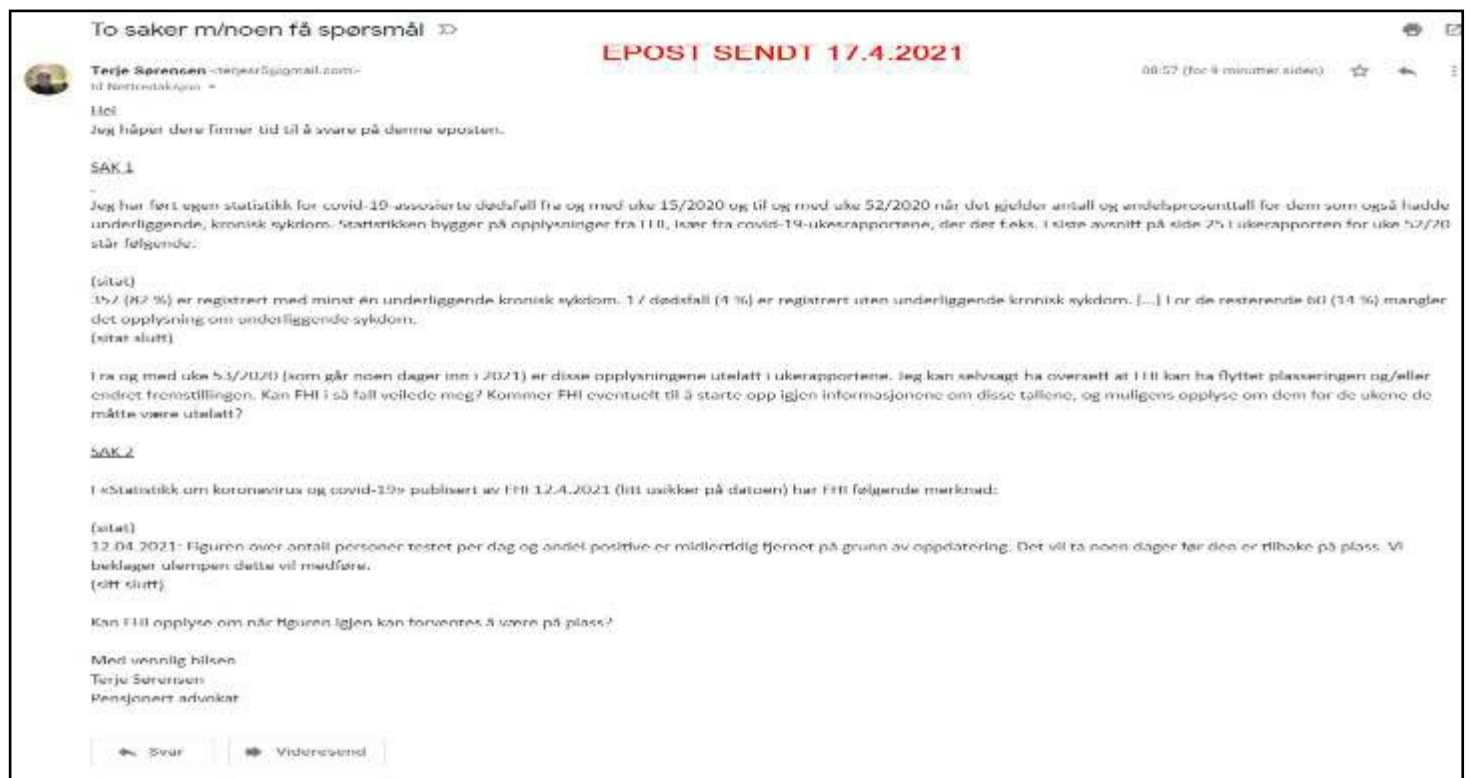 To saker m/noen få spørsmål
EPOST SENDT 17.4.2021
Terje Sørensen
08:57 (for 9 minutter siden)
til Nettredaksjon
Hei
Jeg håper dere finner tid til å svare på denne eposten.
SAK 1
Jeg har ført egen statistikk for covid-19-assosierte dødsfall fra og med uke 15/2020 og til og med uke 52/2020 når det gjelder antall og andelsprosenttall for dem som også hadde
underliggende, kronisk sykdom. Statistikken bygger på opplysninger fra FHI, især fra covid-19-ukesrapportene, der det f.eks. i siste avsnitt på side 25 i ukerapporten for uke 52/20
står følgende:
(sitat)
357 (82 %) er registrert med minst én underliggende kronisk sykdom. 17 dødsfall (4 %) er registrert uten underliggende kronisk sykdom. [...] For de resterende 60 (14 %) mangler
det opplysning om underliggende sykdom.
(sitat slutt)
Fra og med uke 53/2020 (som går noen dager inn i 2021) er disse opplysningene utelatt i ukerapportene. Jeg kan selvsagt ha oversett at FHI kan ha flyttet plasseringen og/eller
endret fremstillingen. Kan FHI i så fall veilede meg? Kommer FHI eventuelt til å starte opp igjen informasjonene om disse tallene, og muligens opplyse om dem for de ukene de
måtte være utelatt?
SAK 2
I «Statistikk om koronavirus og covid-19» publisert av FHI 12.4.2021 (litt usikker på datoen) har FHI følgende merknad:
(sitat)
12.04.2021: Figuren over antall personer testet per dag og andel positive er midlertidig fjernet på grunn av oppdatering. Det vil ta noen dager før den er tilbake på plass. Vi
beklager ulempen dette vil medføre.
(sitt slutt)
Kan FHI opplyse om når figuren igjen kan forventes å være på plass?
Med vennlig hilsen
Terje Sørensen
Pensjonert advokat
Svar
Videresend